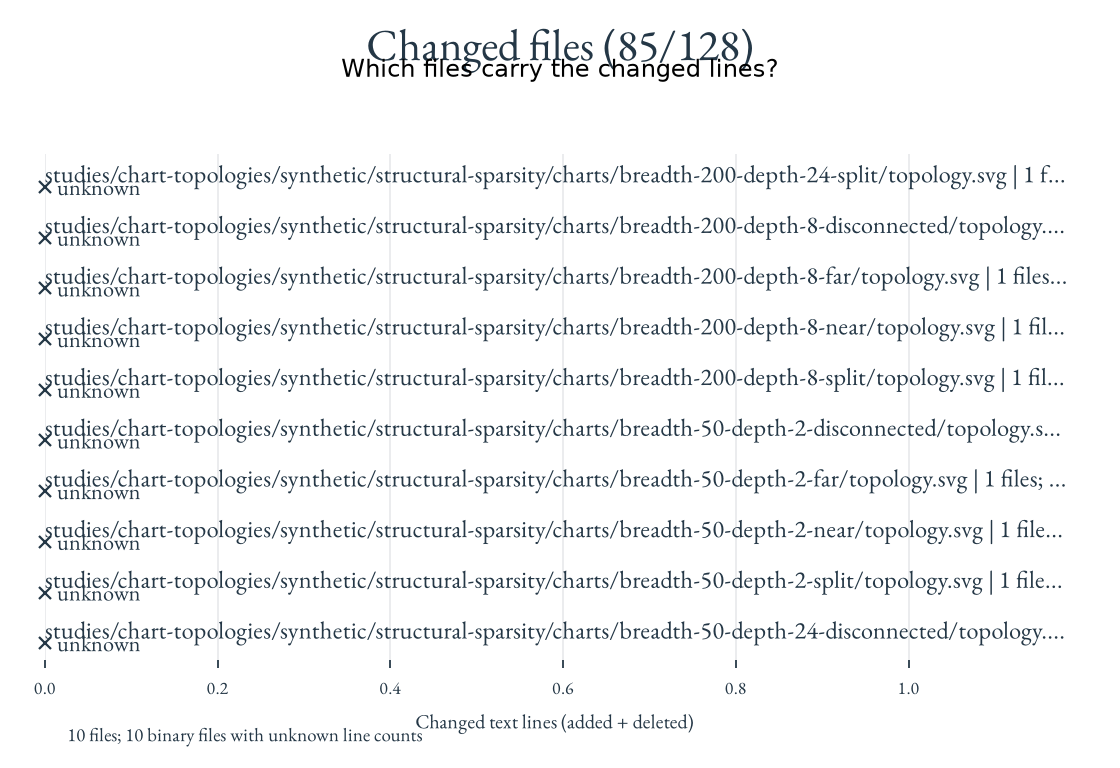 Changed files (85/128)
Which files carry the changed lines?
studies/chart-topologies/synthetic/structural-sparsity/charts/breadth-200-depth-24-split/topology.svg | 1 f...
unknown
studies/chart-topologies/synthetic/structural-sparsity/charts/breadth-200-depth-8-disconnected/topology....
unknown
studies/chart-topologies/synthetic/structural-sparsity/charts/breadth-200-depth-8-far/topology.svg | 1 files...
unknown
studies/chart-topologies/synthetic/structural-sparsity/charts/breadth-200-depth-8-near/topology.svg | 1 fil...
unknown
studies/chart-topologies/synthetic/structural-sparsity/charts/breadth-200-depth-8-split/topology.svg | 1 fil...
unknown
studies/chart-topologies/synthetic/structural-sparsity/charts/breadth-50-depth-2-disconnected/topology.s...
unknown
studies/chart-topologies/synthetic/structural-sparsity/charts/breadth-50-depth-2-far/topology.svg | 1 files; ...
unknown
studies/chart-topologies/synthetic/structural-sparsity/charts/breadth-50-depth-2-near/topology.svg | 1 file...
unknown
studies/chart-topologies/synthetic/structural-sparsity/charts/breadth-50-depth-2-split/topology.svg | 1 file...
unknown
studies/chart-topologies/synthetic/structural-sparsity/charts/breadth-50-depth-24-disconnected/topology....
unknown
0.0 0.2 0.4 0.6 0.8 1.0
Changed text lines (added + deleted)
10 files; 10 binary files with unknown line counts